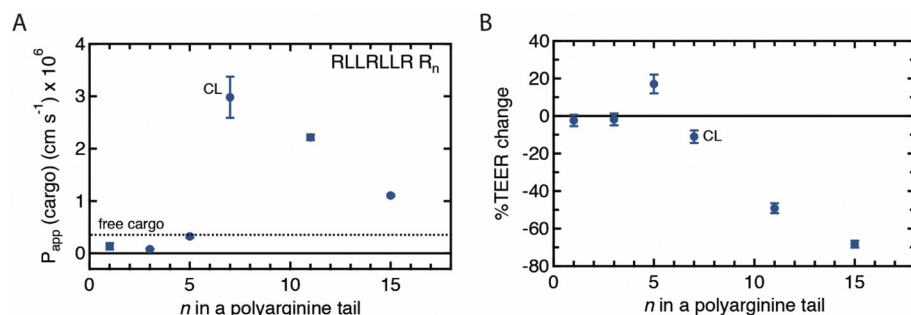 A
P_app (cargo) (cm s⁻¹) x 10⁶
4
3
2
1
0
RLLRLLR Rₙ
CL
free cargo
0
5
10
15
n in a polyarginine tail
B
%TEER change
40
20
0
-20
-40
-60
-80
CL
0
5
10
15
n in a polyarginine tail